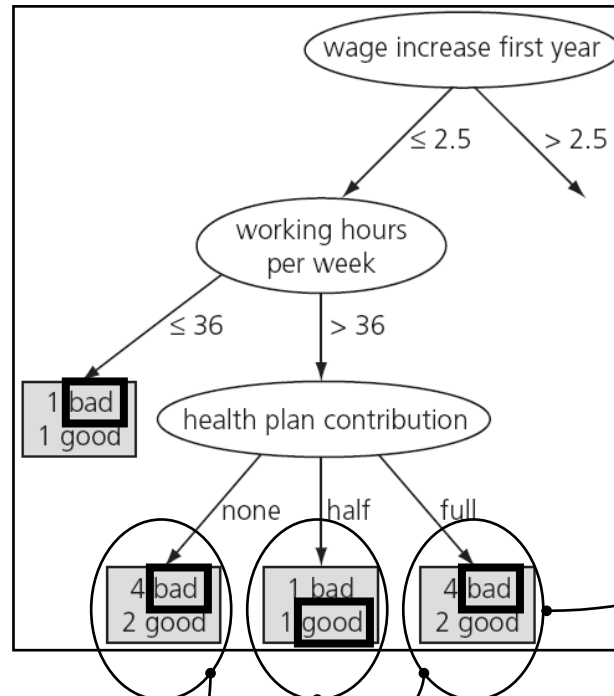 wage increase first year
≤ 2.5
> 2.5
working hours
per week
≤ 36
> 36
1 bad
1 good
health plan contribution
none
half
full
4 bad
2 good
1 bad
1 good
4 bad
2 good